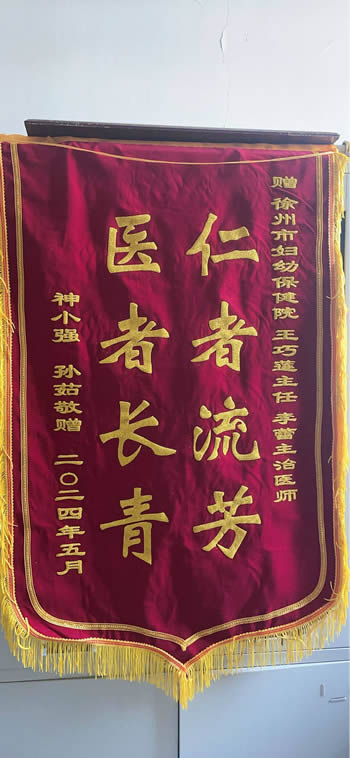 赠 徐州市妇幼保健院 王巧莲主任 李蕾主治医师
仁者流芳
医者长青
神小强 孙茹敬赠 二〇二四年五月